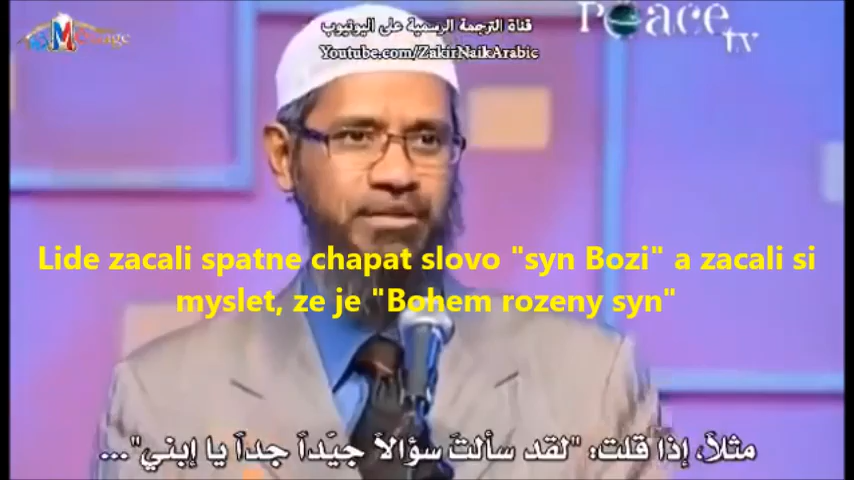 قناة الترجمة الرسمية على اليوتيوب
Youtube.com/ZakirNaikArabic
Peace
tv
Lide zacali spatne chapat slovo "syn Bozi" a zacali si
myslet, ze je "Bohem rozeny syn"
مثلاً، إذا قلت: "لقد سألتَ سؤالاً جيّداً جداً يا إبني"...